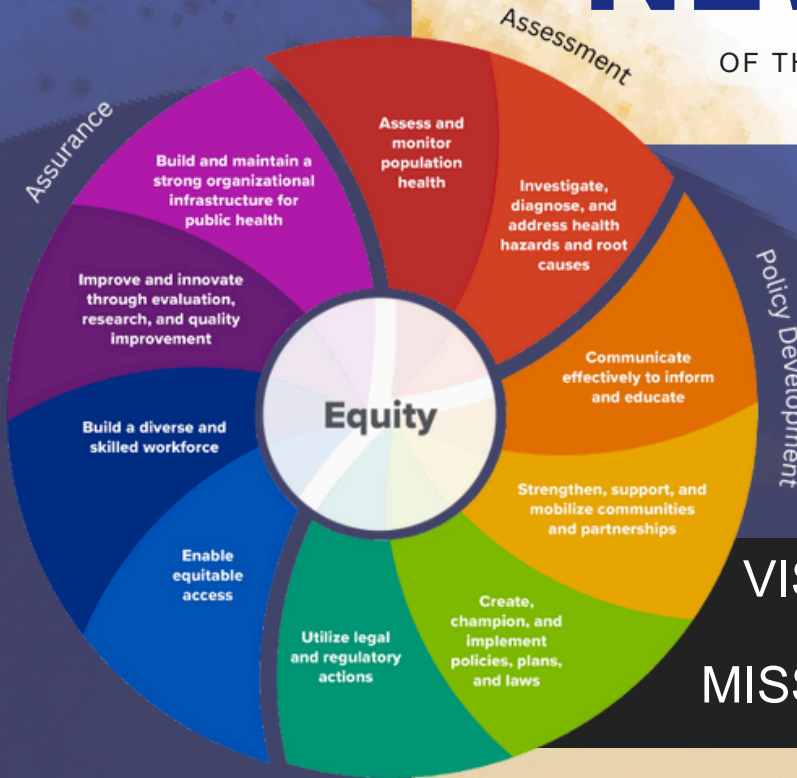 Assessment
OF TH
Assurance
Policy Development
Assess and
monitor
population
health
Investigate,
diagnose, and
address health
hazards and root
causes
Communicate
effectively to inform
and educate
Strengthen, support, and
mobilize communities
and partnerships
Create,
champion, and
implement
policies, plans,
and laws
Utilize legal
and regulatory
actions
Enable
equitable
access
Build a diverse and
skilled workforce
Improve and innovate
through evaluation,
research, and quality
improvement
Build and maintain a
strong organizational
infrastructure for
public health
Equity
VIS
MISS